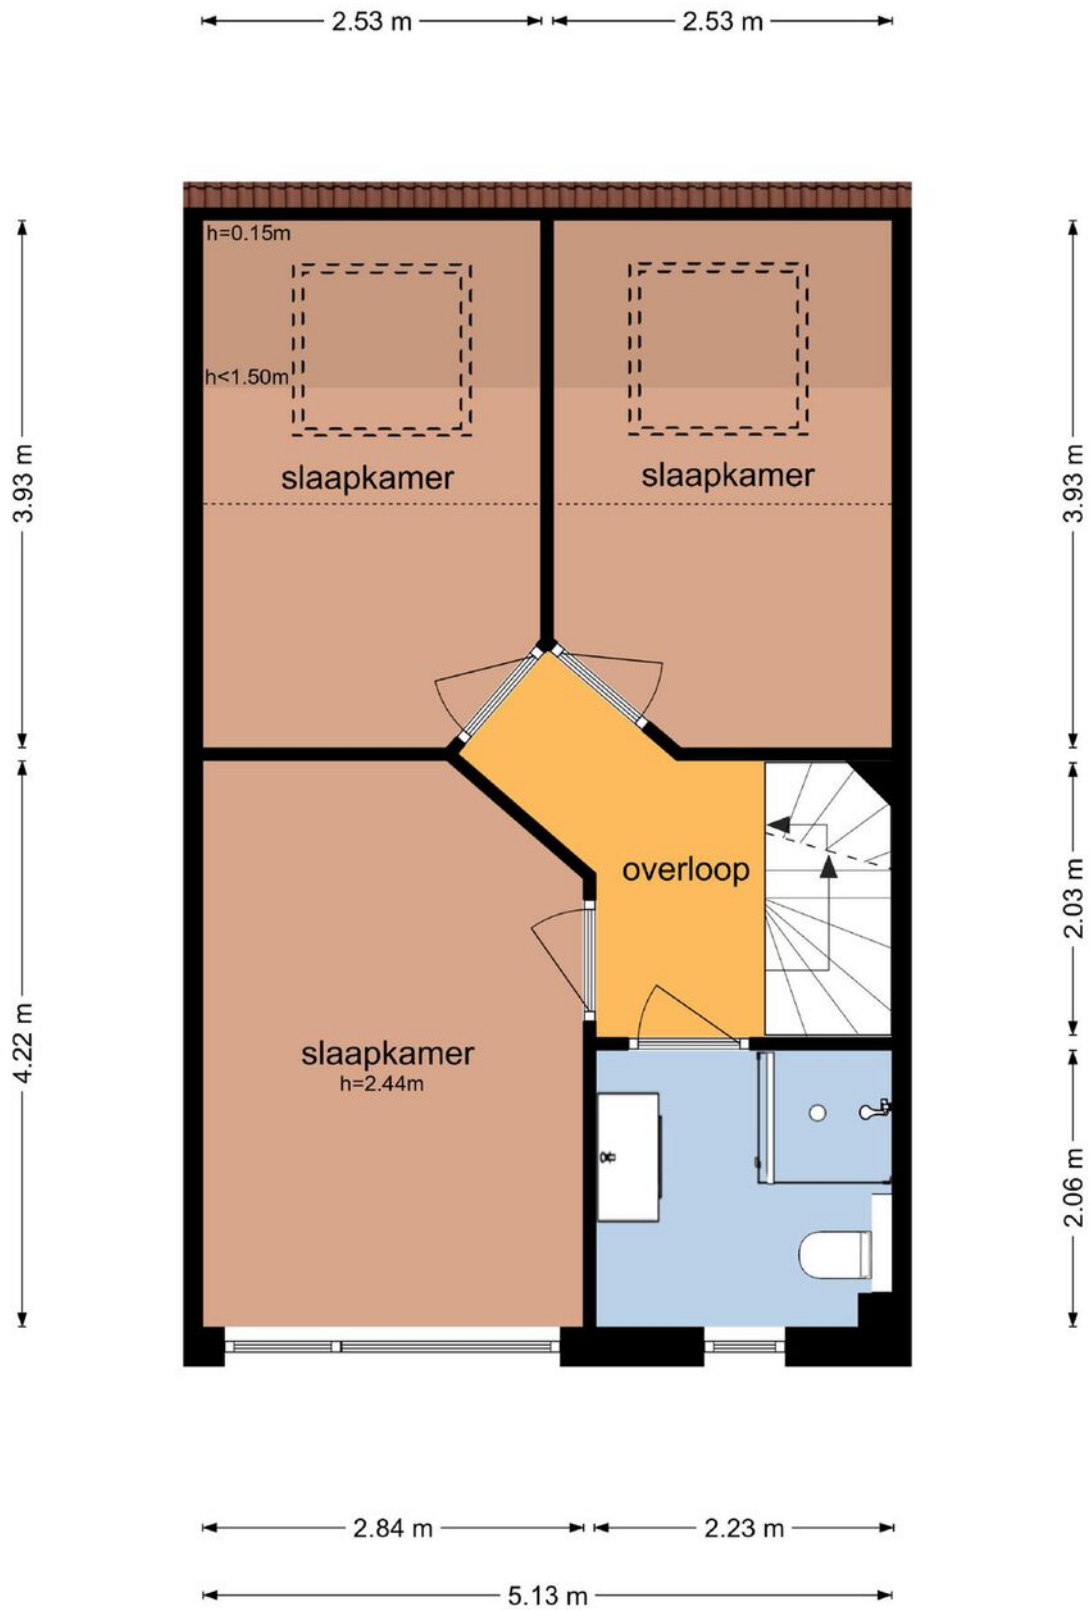 2.53 m
2.53 m
h=0.15m
h<1.50m
slaapkamer
slaapkamer
3.93 m
3.93 m
overloop
2.03 m
slaapkamer
h=2.44m
4.22 m
2.06 m
2.84 m
2.23 m
5.13 m